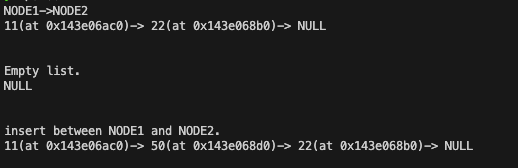 NODE1->NODE2
11(at 0x143e06ac0)-> 22(at 0x143e068b0)-> NULL
Empty list.
NULL
insert between NODE1 and NODE2.
11(at 0x143e06ac0)-> 50(at 0x143e068d0)-> 22(at 0x143e068b0)-> NULL